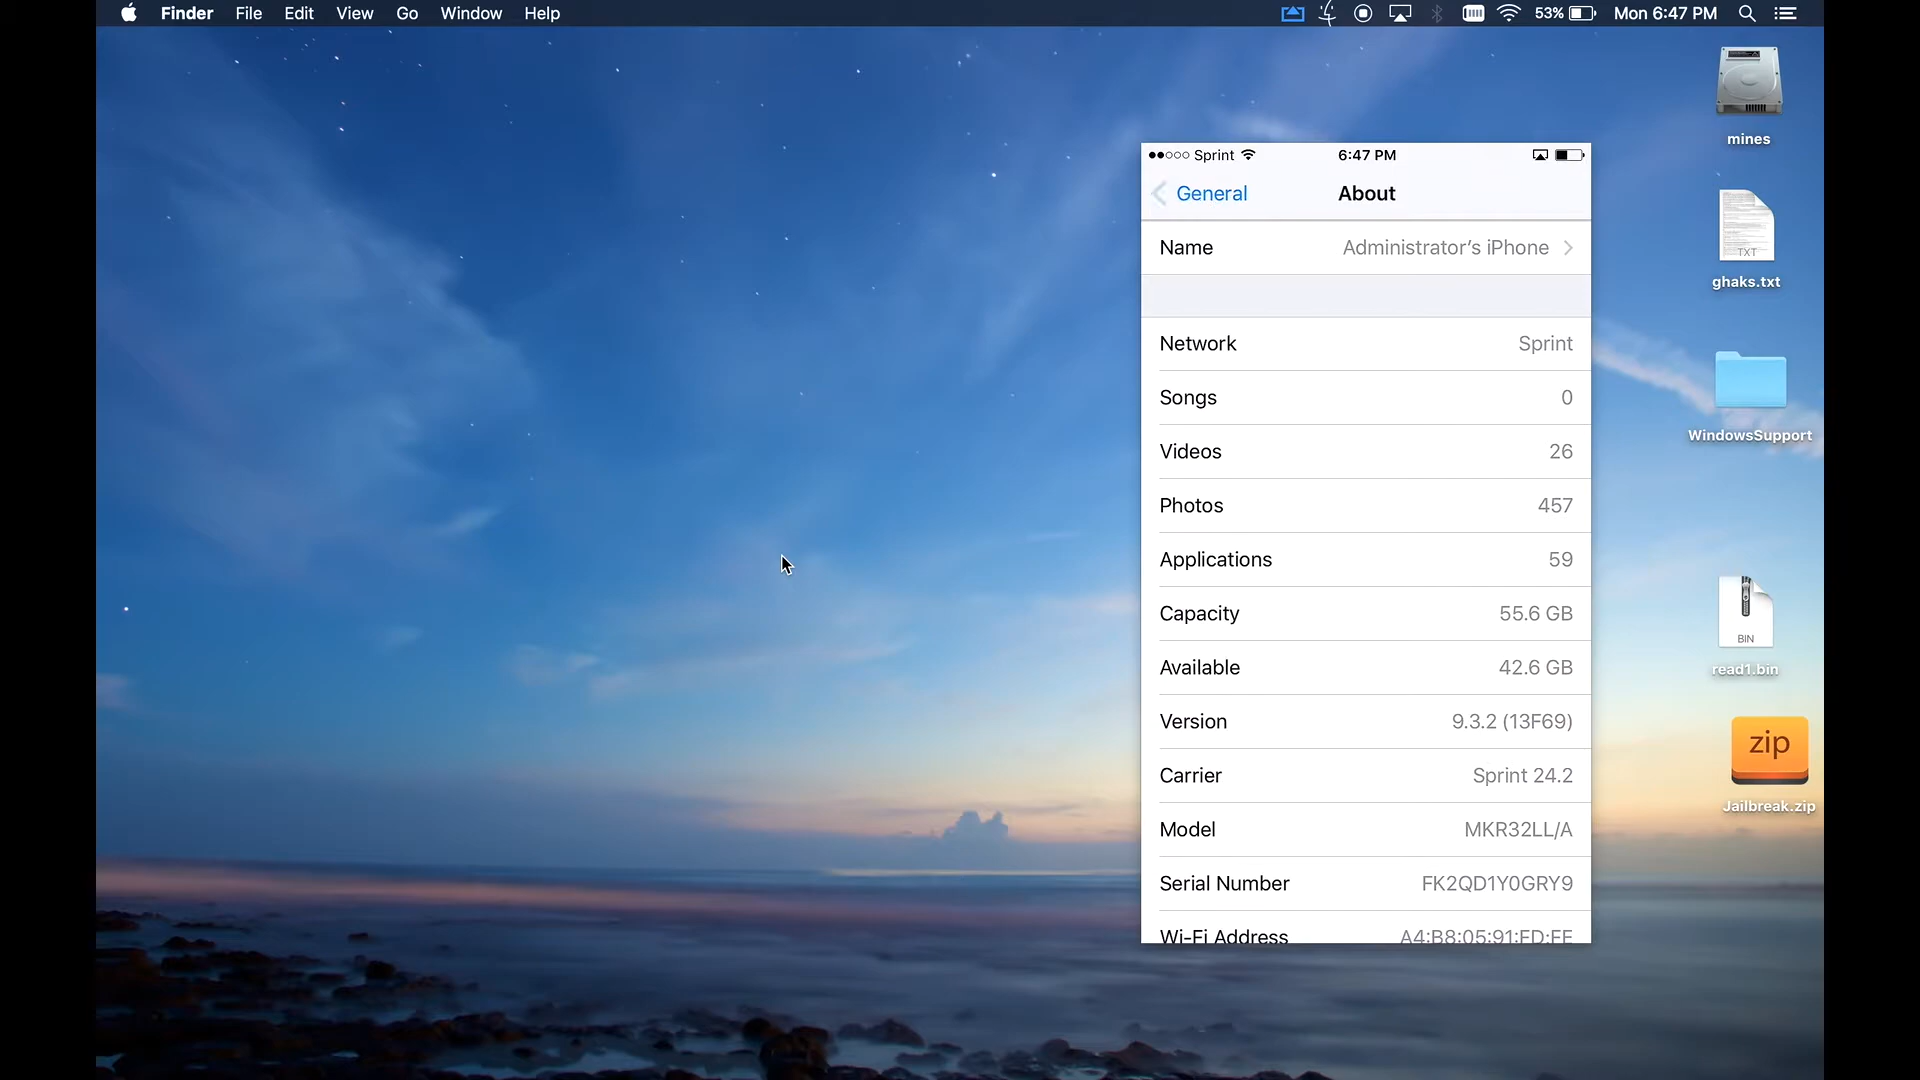 Finder File Edit View Go Window Help 53% Mon 6:47 PM
mines
TXT
ghaks.txt
WindowsSupport
BIN
read1.bin
zip
Jailbreak.zip
Sprint 6:47 PM
General About
Name Administrator’s iPhone
Network Sprint
Songs 0
Videos 26
Photos 457
Applications 59
Capacity 55.6 GB
Available 42.6 GB
Version 9.3.2 (13F69)
Carrier Sprint 24.2
Model MKR32LL/A
Serial Number FK2QD1Y0GRY9
Wi-Fi Address A4:B8:05:91:FD:FE